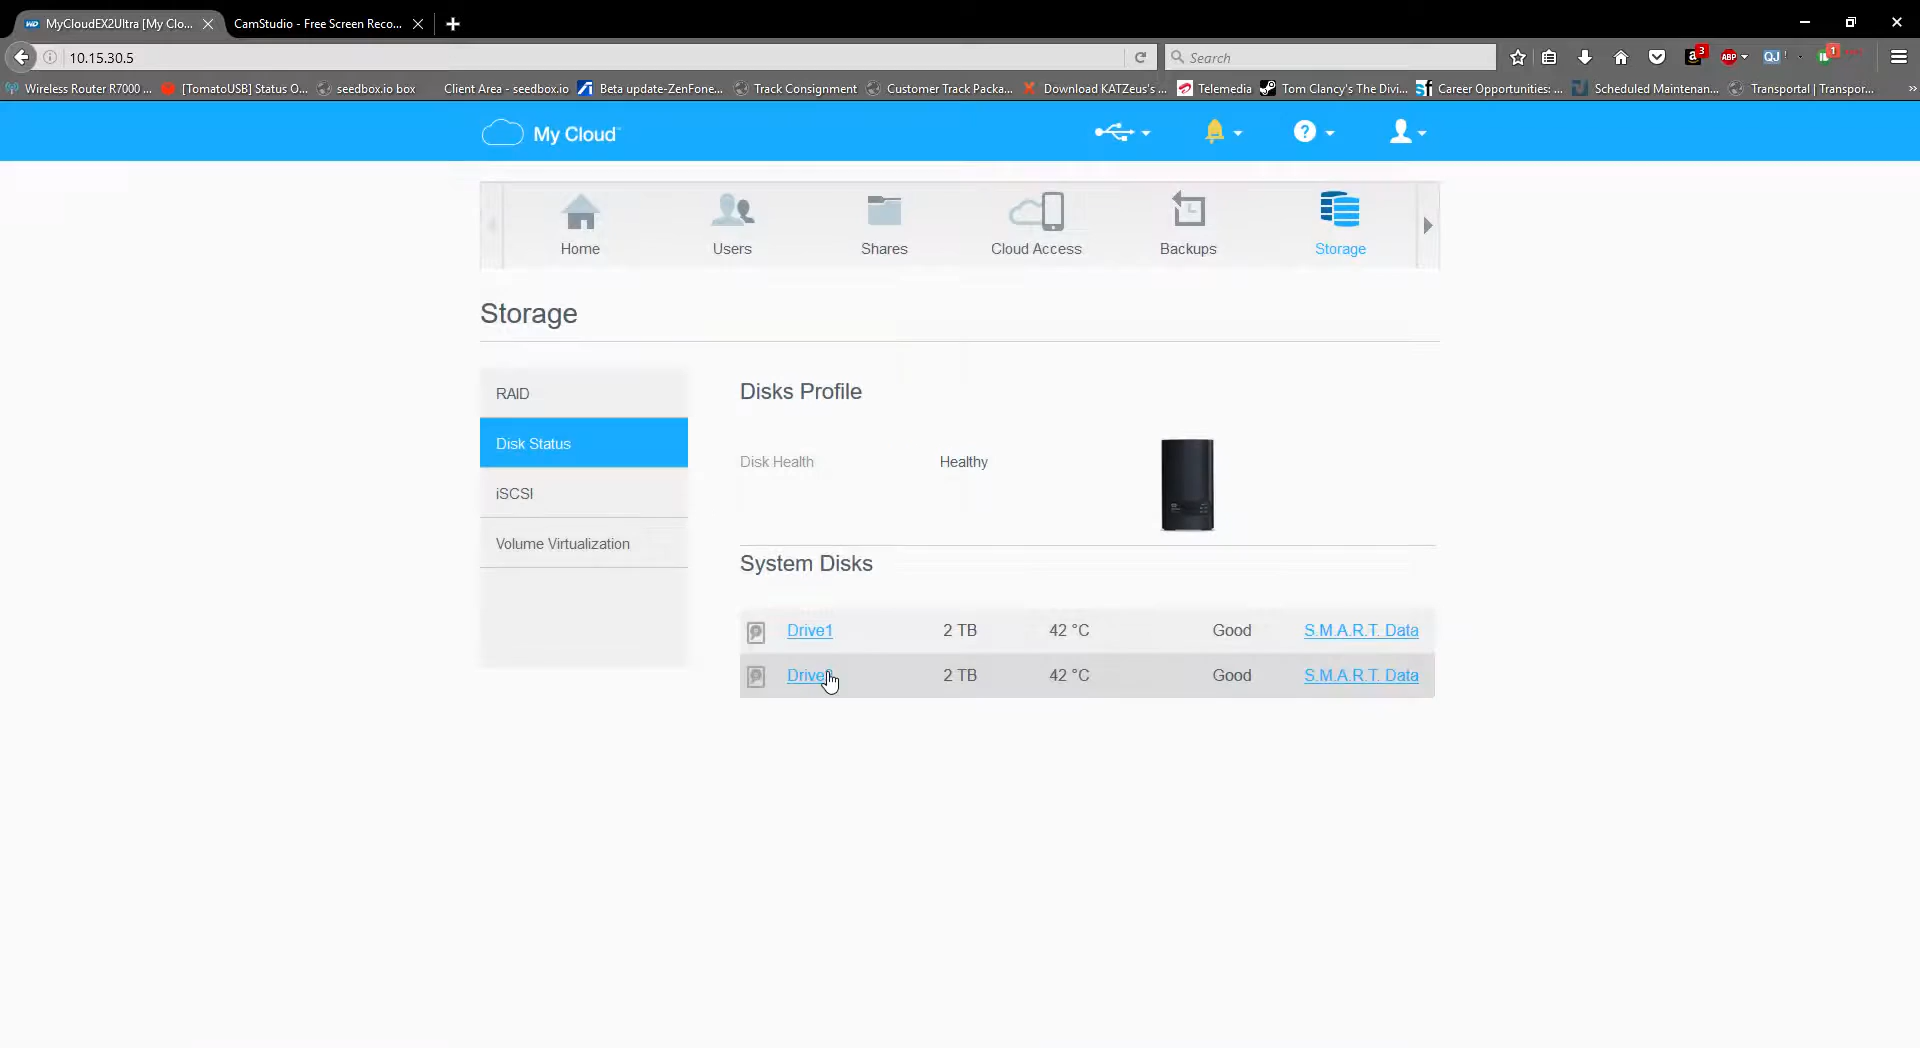 MyCloudEX2Ultra [My Clo...
CamStudio - Free Screen Reco...
10.15.30.5
Search
3
ABP
QJ
1
Wireless Router R7000 ...
[TomatoUSB] Status O...
seedbox.io box
Client Area - seedbox.io
Beta update-ZenFone...
Track Consignment
Customer Track Packa...
Download KATZeus's ...
Telemedia
Tom Clancy's The Divi...
Career Opportunities: ...
Scheduled Maintenan...
Transportal | Transpor...
My Cloud
Home
Users
Shares
Cloud Access
Backups
Storage
Storage
RAID
Disk Status
iSCSI
Volume Virtualization
Disks Profile
Disk Health Healthy
System Disks
Drive1 2 TB 42 °C Good S.M.A.R.T. Data
2 TB 42 °C Good S.M.A.R.T. Data